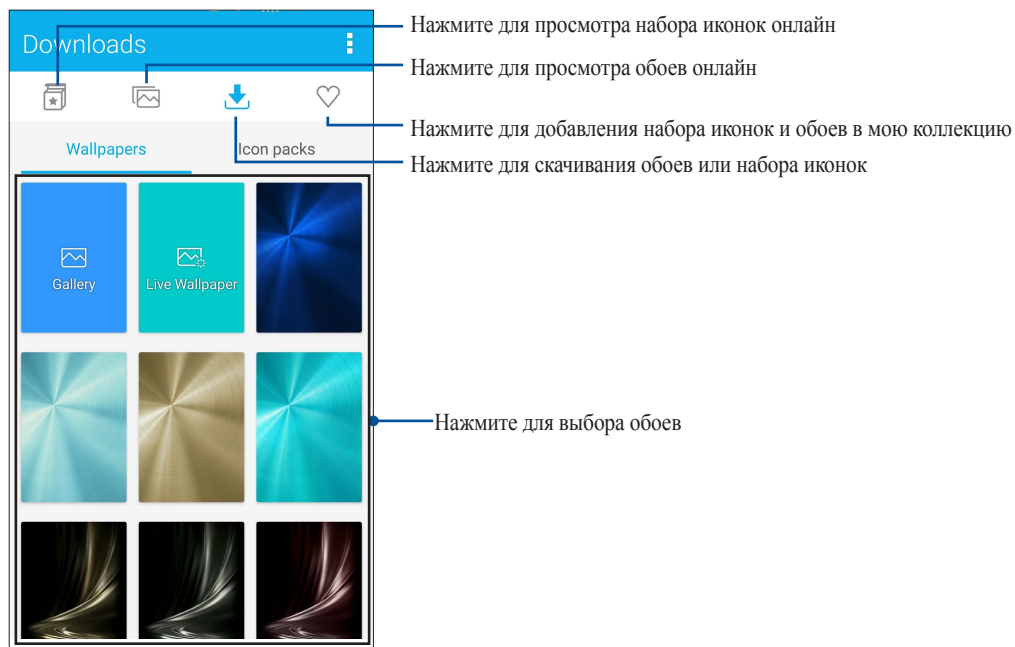 Нажмите для просмотра набора иконок онлайн
Downloads
Нажмите для просмотра обоев онлайн
Нажмите для добавления набора иконок и обоев в мою коллекцию
Wallpapers
Icon packs
Нажмите для скачивания обоев или набора иконок
Gallery
Live Wallpaper
Нажмите для выбора обоев